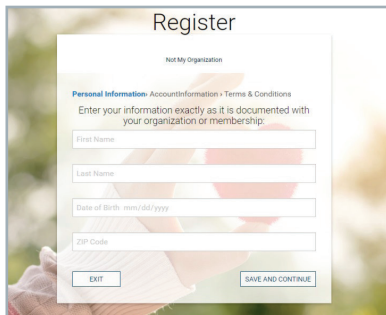 Register
Not My Organization
Personal Information› AccountInformation › Terms & Conditions
Enter your information exactly as it is documented with
your organization or membership:
First Name
Last Name
Date of Birth mm/dd/yyyy
ZIP Code
EXIT SAVE AND CONTINUE